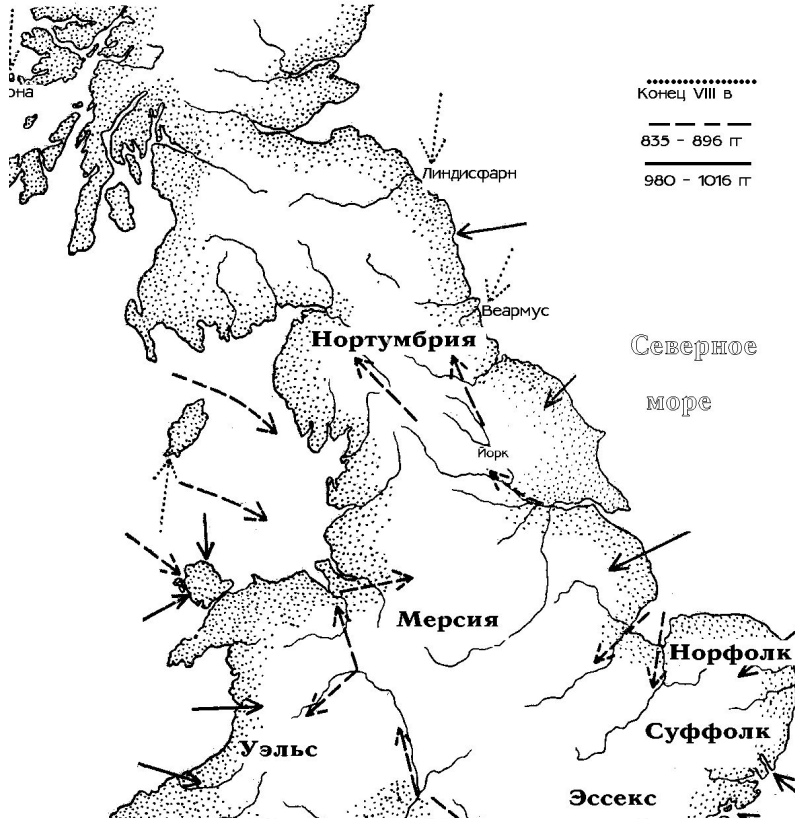 она
Конец VIII в
835 - 896 гг
980 - 1016 гг
Линдисфарн
Веармус
Нортумбрия
Северное
море
Йорк
Мерсия
Норфолк
Суффолк
Уэльс
Эссекс